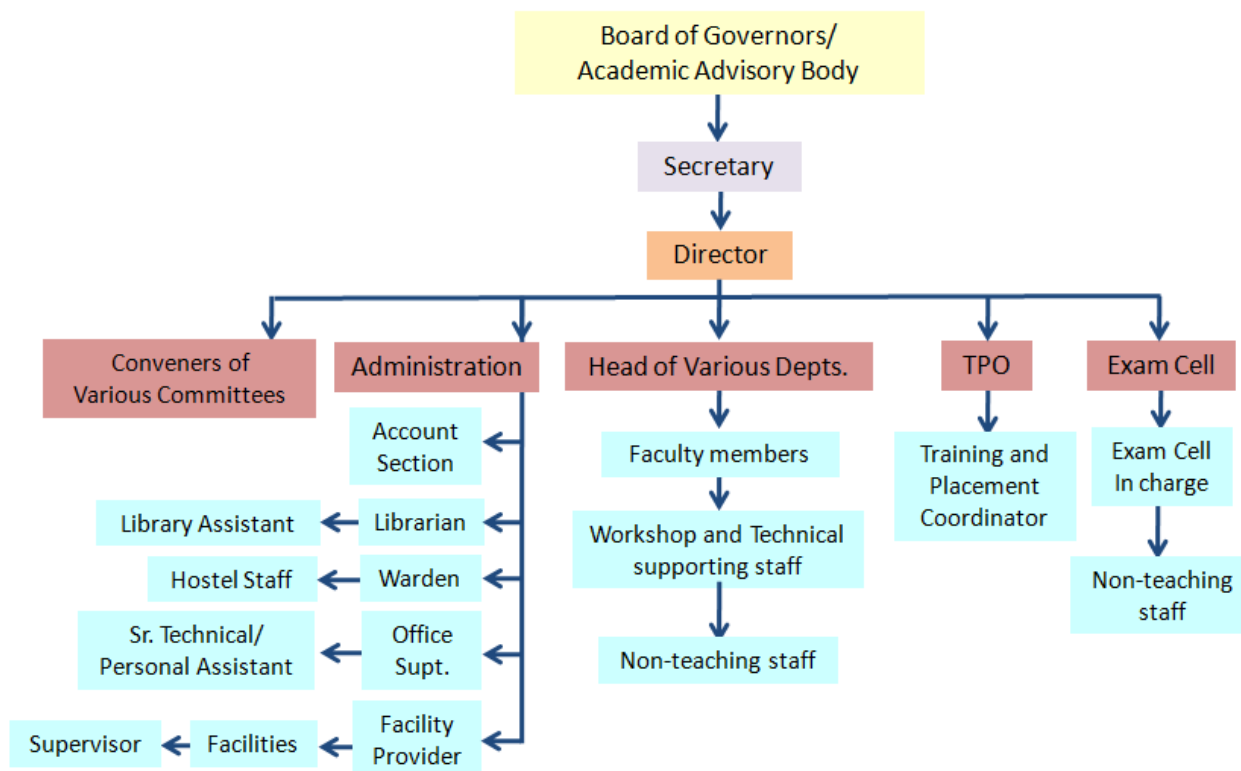 Board of Governors/
Academic Advisory Body
Secretary
Director
Conveners of
Various Committees
Administration
Head of Various Depts.
TPO
Exam Cell
Account
Section
Library Assistant
Librarian
Hostel Staff
Warden
Sr. Technical/
Personal Assistant
Office
Supt.
Supervisor
Facilities
Facility
Provider
Faculty members
Workshop and Technical
supporting staff
Non-teaching staff
Training and
Placement
Coordinator
Exam Cell
In charge
Non-teaching
staff